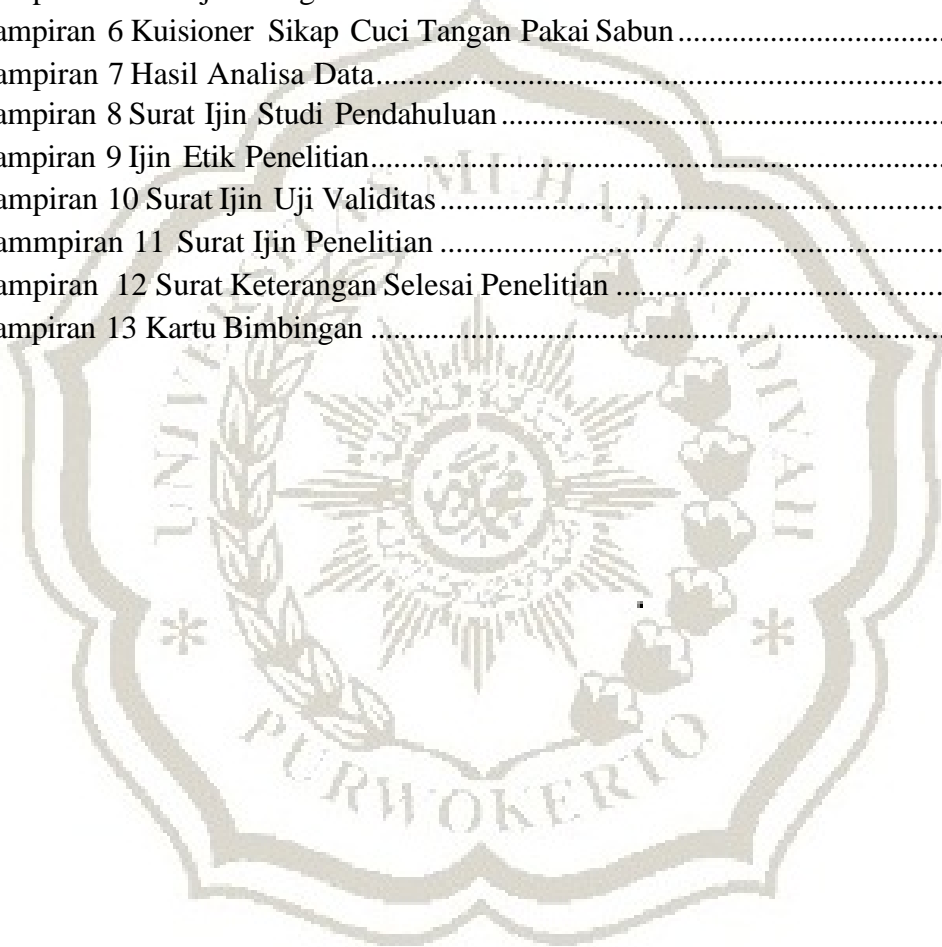 ampiran 6 Kuisioner Sikap Cuci Tangan Pakai Sabun
ampiran 7 Hasil Analisa Data
ampiran 8 Surat Ijin Studi Pendahuluan
ampiran 9 Ijin Etik Penelitian
ampiran 10 Surat Ijin Uji Validitas
ammpiran 11 Surat Ijin Penelitian
ampiran 12 Surat Keterangan Selesai Penelitian
ampiran 13 Kartu Bimbingan
PURWOKERTO